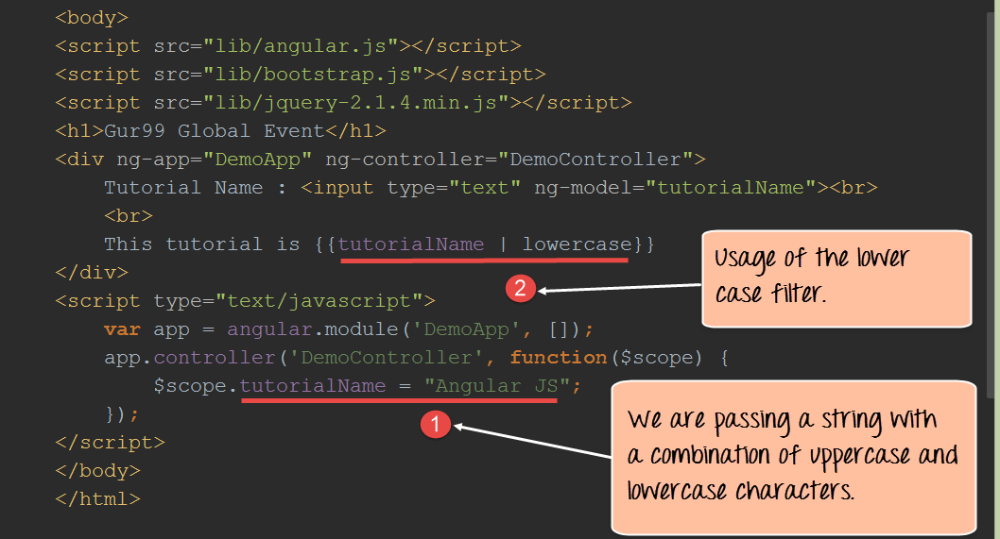 <body>
<script src="lib/angular.js"></script>
<script src="lib/bootstrap.js"></script>
<script src="lib/jquery-2.1.4.min.js"></script>
<h1>Gur99 Global Event</h1>
<div ng-app="DemoApp" ng-controller="DemoController">
    Tutorial Name : <input type="text" ng-model="tutorialName"><br>
    <br>
    This tutorial is {{tutorialName | lowercase}}
</div>
<script type="text/javascript">
    var app = angular.module('DemoApp', []);
    app.controller('DemoController', function($scope) {
        $scope.tutorialName = "Angular JS";
    });
</script>
</body>
</html>
2
Usage of the lower
case filter.
1
We are passing a string with
a combination of uppercase and
lowercase characters.